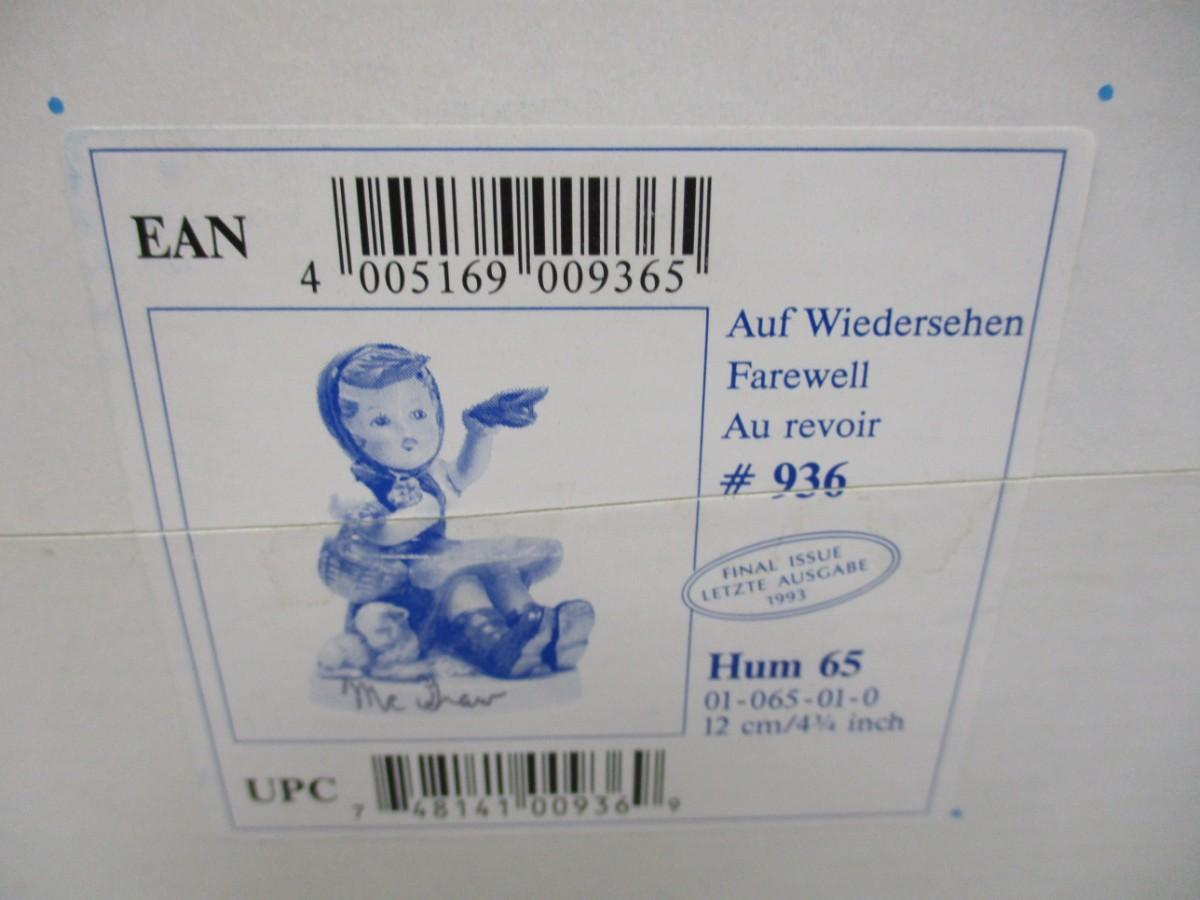 EAN
4 005169 009365
Auf Wiedersehen
Farewell
Au revoir
# 936
FINAL ISSUE
LETZTE AUSGABE
1993
Hum 65
01-065-01-0
12 cm/4¾ inch
UPC
7 48141 00936 9